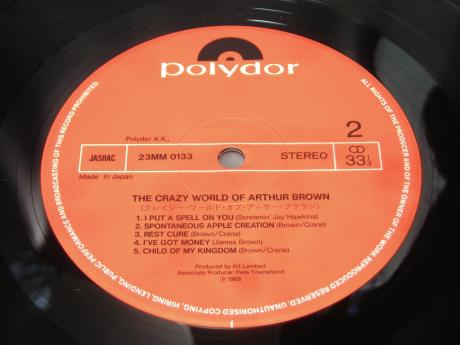 polydor
Polydor K.K.,
JASRAC
23MM 0133
STEREO
2
33 1/3
Made in Japan
THE CRAZY WORLD OF ARTHUR BROWN
(クレイジー・ワールド・オブ・アーサー・ブラウン)
1. I PUT A SPELL ON YOU (Screamin' Jay Hawkins)
2. SPONTANEOUS APPLE CREATION (Brown/Crane)
3. REST CURE (Brown/Crane)
4. I'VE GOT MONEY (James Brown)
5. CHILD OF MY KINGDOM (Brown/Crane)
Produced by Kit Lambert
Associate Producer: Pete Townshend
℗ 1968
ALL RIGHTS OF THE PRODUCER AND OF THE OWNER OF THE WORK REPRODUCED RESERVED. UNAUTHORISED COPYING, HIRING, LENDING, PUBLIC PERFORMANCE AND BROADCASTING OF THIS RECORD PROHIBITED.